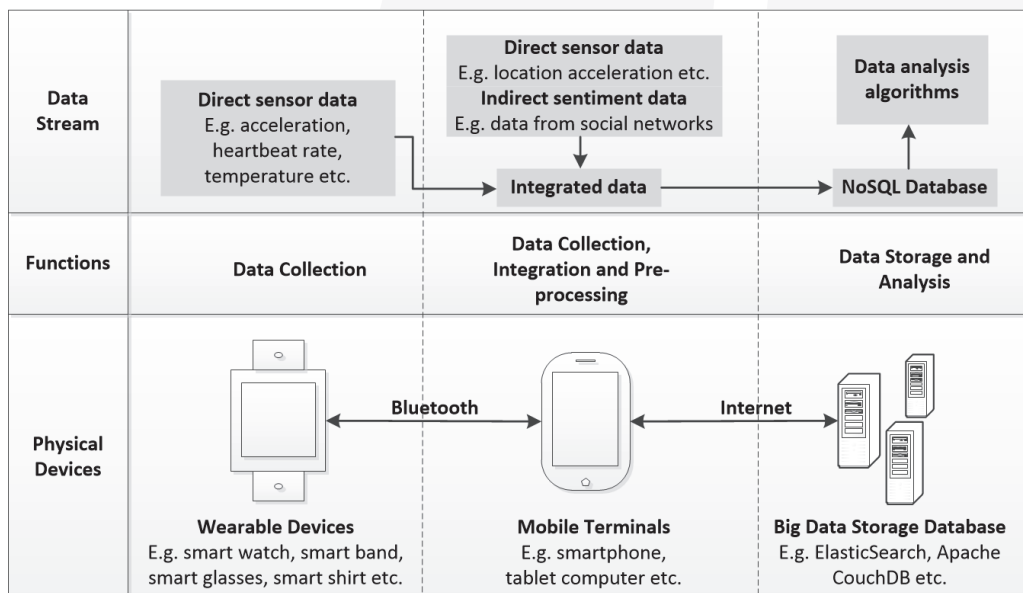 Data
Stream
Direct sensor data
E.g. acceleration,
heartbeat rate,
temperature etc.
Direct sensor data
E.g. location acceleration etc.
Indirect sentiment data
E.g. data from social networks
Integrated data
Data analysis
algorithms
NoSQL Database
Functions
Data Collection
Data Collection,
Integration and Pre-
processing
Data Storage and
Analysis
Physical
Devices
Bluetooth
Internet
Wearable Devices
E.g. smart watch, smart band,
smart glasses, smart shirt etc.
Mobile Terminals
E.g. smartphone,
tablet computer etc.
Big Data Storage Database
E.g. ElasticSearch, Apache
CouchDB etc.